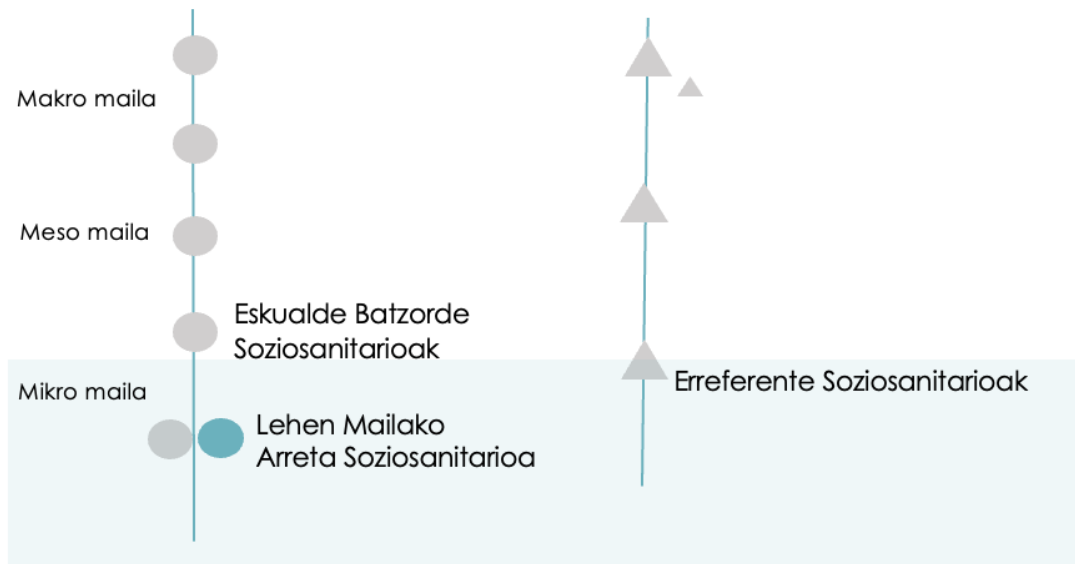 Makro maila
Meso maila
Eskualde Batzorde
Soziosanitarioak
Mikro maila
Erreferente Soziosanitarioak
Lehen Mailako
Arreta Soziosanitarioa